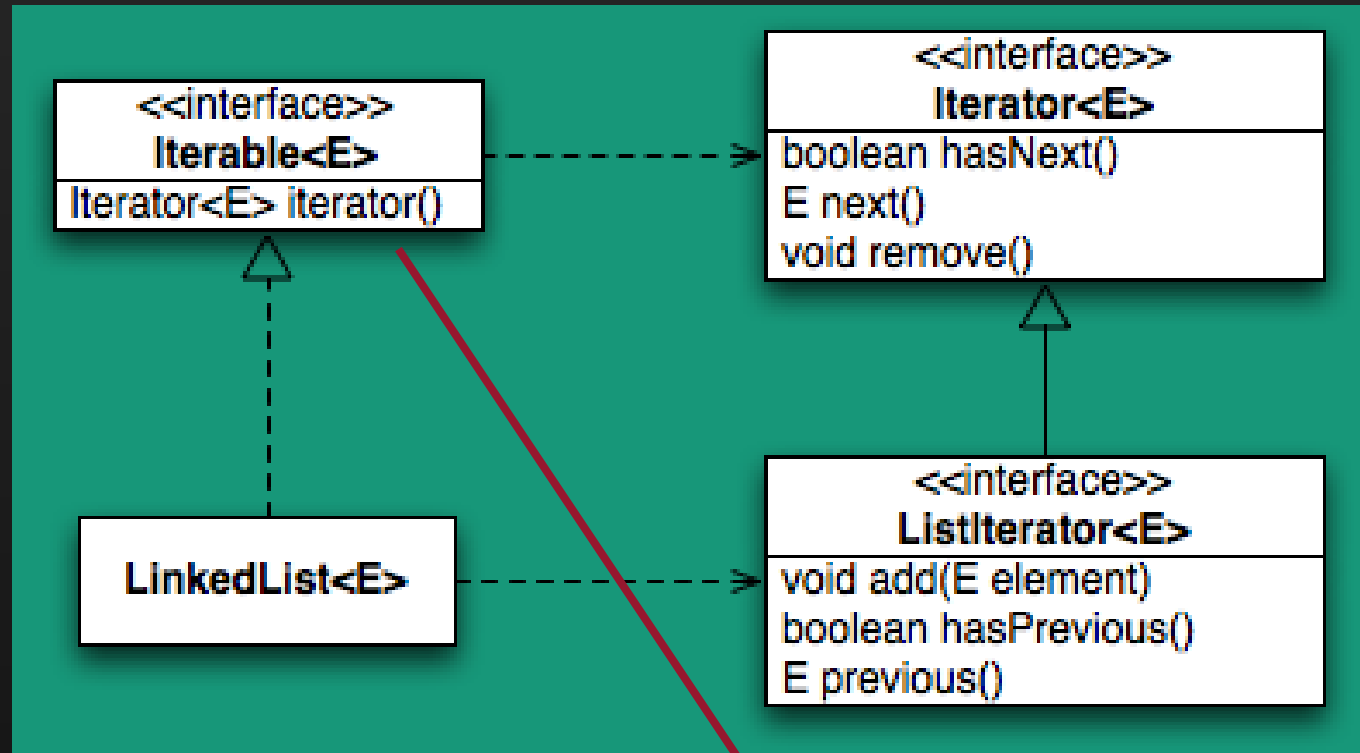 <<interface>>
Iterable<E>
Iterator<E> iterator()
<<interface>>
Iterator<E>
boolean hasNext()
E next()
void remove()
LinkedList<E>
<<interface>>
ListIterator<E>
void add(E element)
boolean hasPrevious()
E previous()